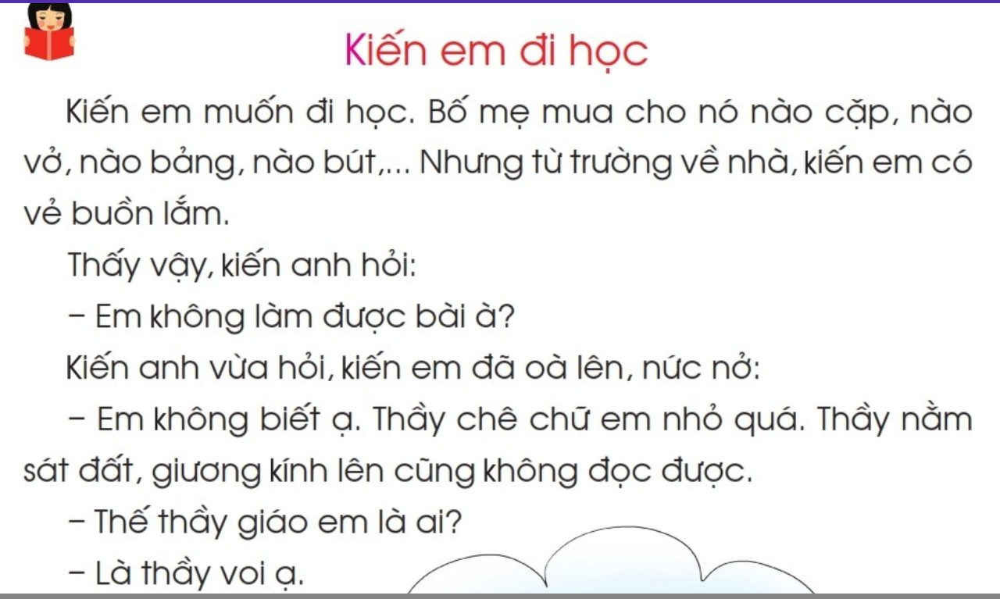 Kiến em đi học
Kiến em muốn đi học. Bố mẹ mua cho nó nào cặp, nào
vở, nào bảng, nào bút,... Nhưng từ trường về nhà, kiến em có
vẻ buồn lắm.
Thấy vậy, kiến anh hỏi:
– Em không làm được bài à?
Kiến anh vừa hỏi, kiến em đã oà lên, nức nở:
– Em không biết ạ. Thầy chê chữ em nhỏ quá. Thầy nằm
sát đất, giương kính lên cũng không đọc được.
– Thế thầy giáo em là ai?
– Là thầy voi ạ.